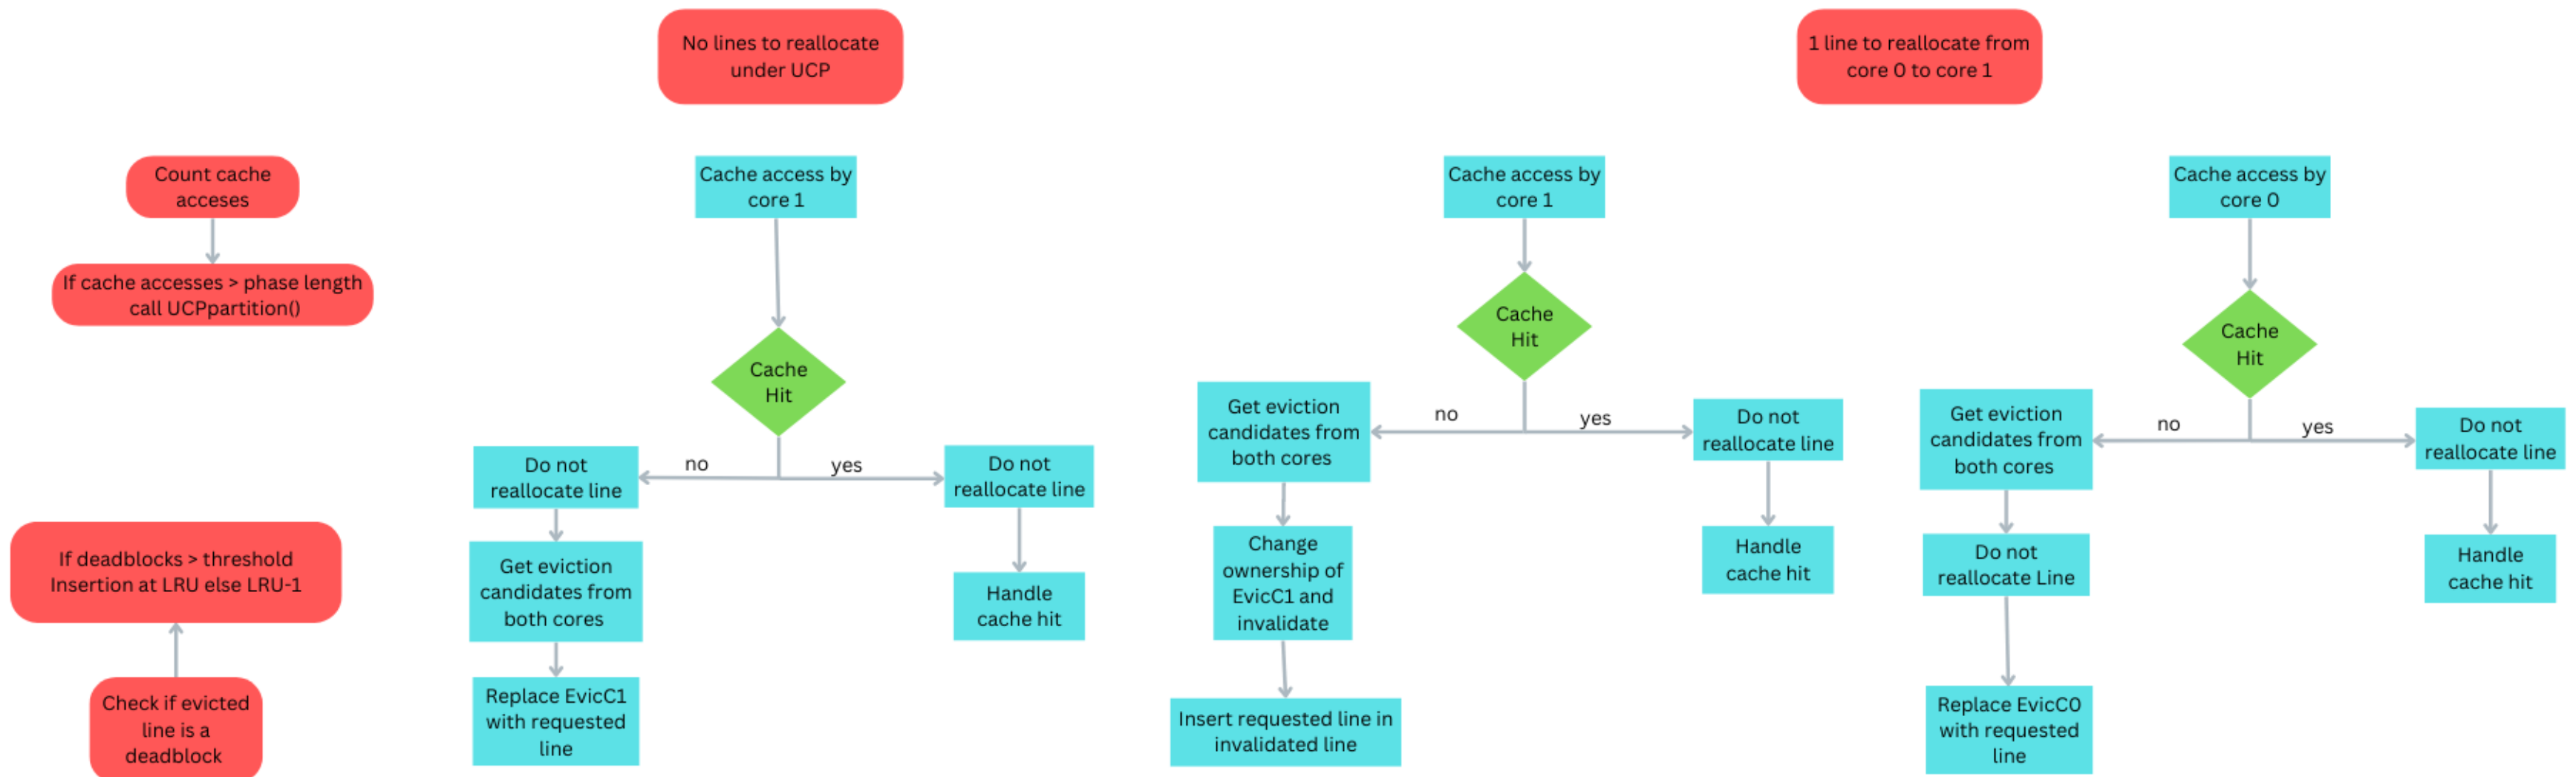 No lines to reallocate
under UCP
1 line to reallocate from
core 0 to core 1
Count cache
acceses
If cache accesses > phase length
call UCPpartition()
If deadblocks > threshold
Insertion at LRU else LRU-1
Check if evicted
line is a
deadblock
Cache access by
core 1
Cache
Hit
no
yes
Do not
reallocate line
Get eviction
candidates from
both cores
Replace EvicC1
with requested
line
Do not
reallocate line
Handle
cache hit
Cache access by
core 1
Cache
Hit
no
yes
Get eviction
candidates from
both cores
Change
ownership of
EvicC1 and
invalidate
Insert requested line in
invalidated line
Do not
reallocate line
Handle
cache hit
Cache access by
core 0
Cache
Hit
no
yes
Get eviction
candidates from
both cores
Do not
reallocate Line
Replace EvicC0
with requested
line
Do not
reallocate line
Handle
cache hit